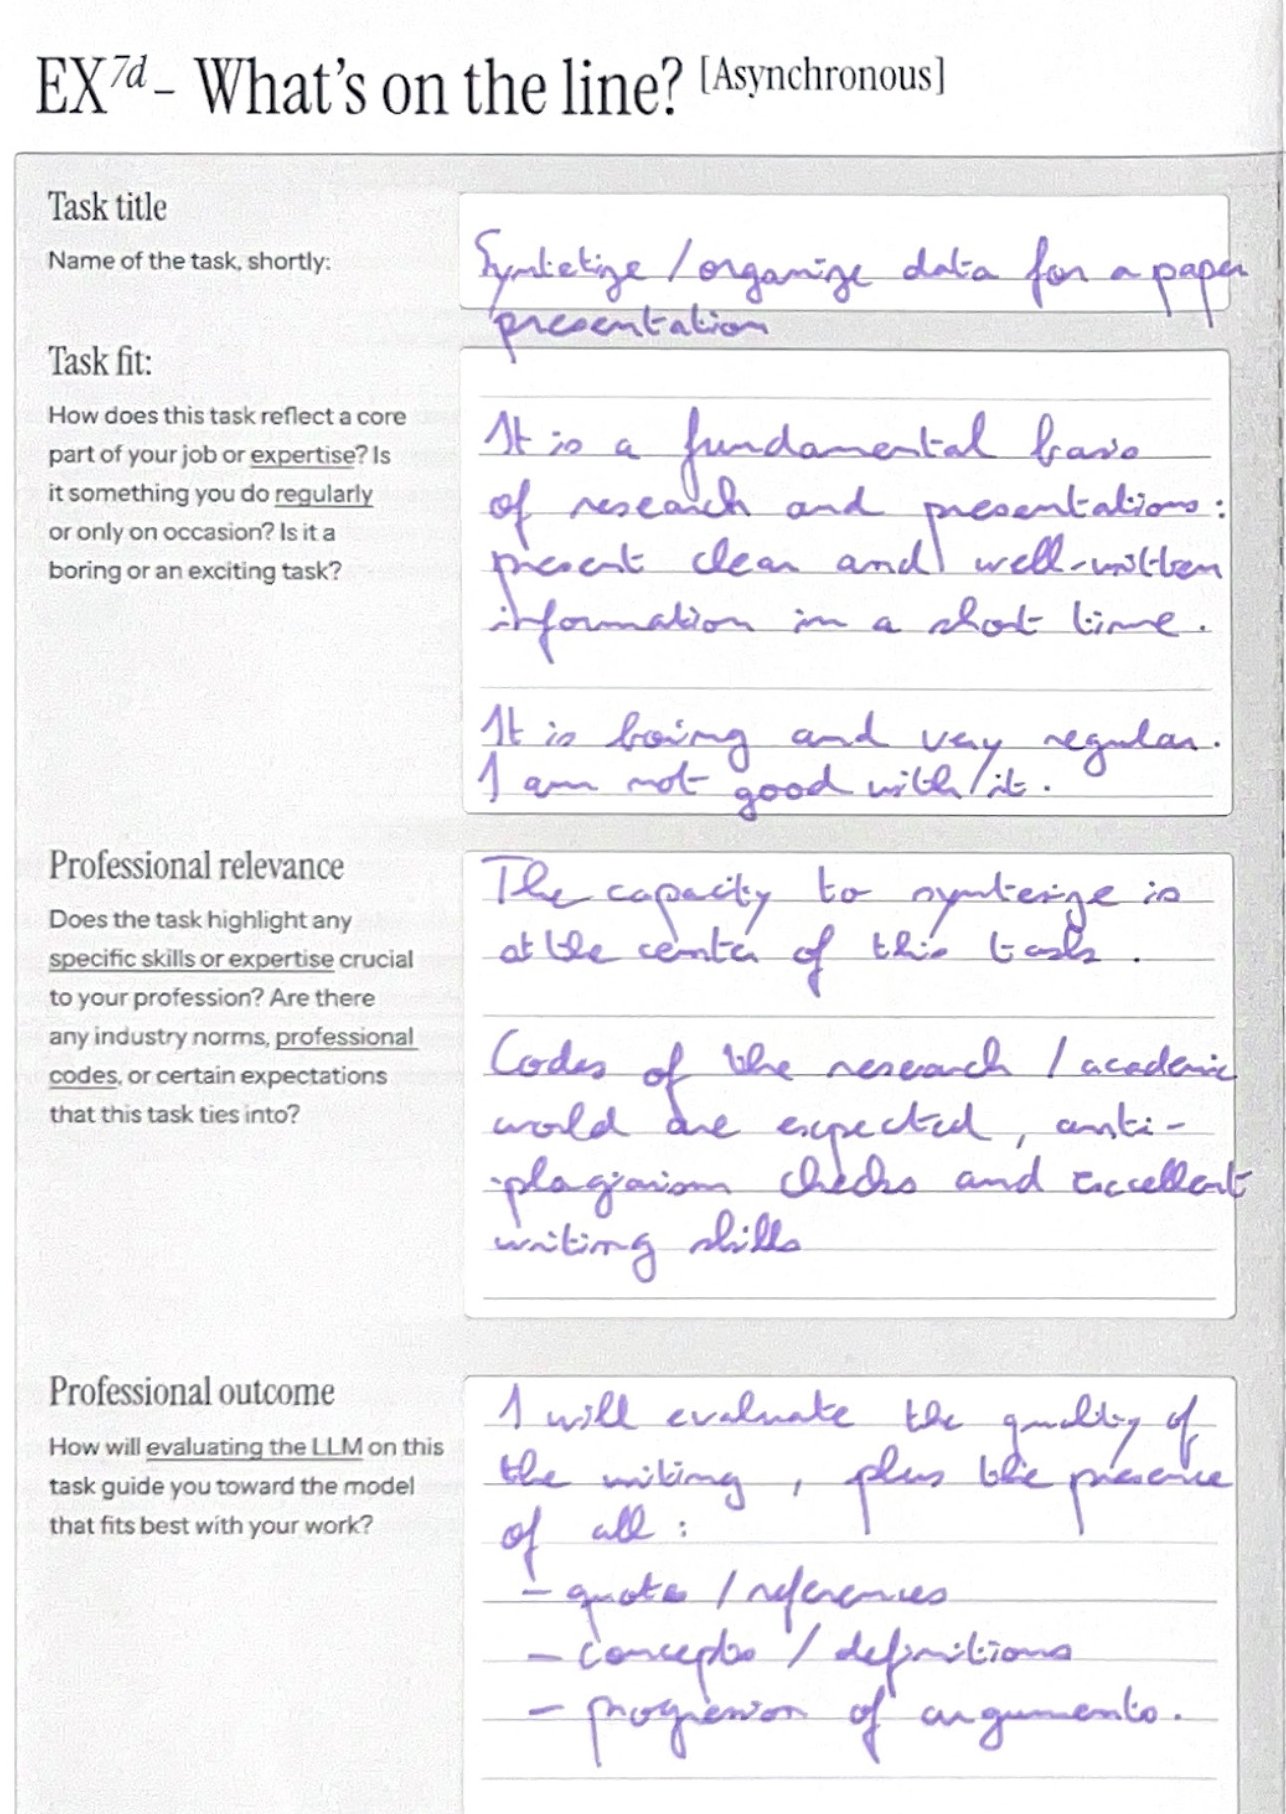 EX7d - What's on the line? [Asynchronous]
Task title
Name of the task, shortly:
Syntetize / organize data for a paper
presentation
Task fit:
How does this task reflect a core
part of your job or expertise? Is
it something you do regularly
or only on occasion? Is it a
boring or an exciting task?
It is a fundamental basis
of research and presentations:
present clear and well-written
information in a short time.
It is boring and very regular.
I am not good with it.
Professional relevance
Does the task highlight any
specific skills or expertise crucial
to your profession? Are there
any industry norms, professional
codes, or certain expectations
that this task ties into?
The capacity to syntesize is
at the center of this task.
Codes of the research / academic
world are expected, anti-
-plagiarism checks and excellent
writing skills
Professional outcome
How will evaluating the LLM on this
task guide you toward the model
that fits best with your work?
I will evaluate the quality of
the writing, plus the presence
of all:
- quotes / references
- concepts / definitions
- progression of arguments.